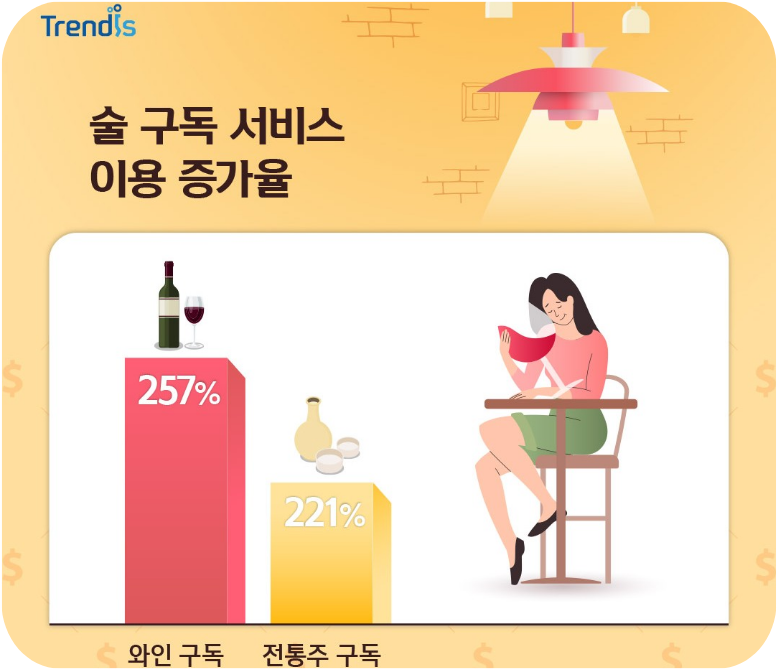 Trendis
술 구독 서비스
이용 증가율
257%
221%
와인 구독
전통주 구독